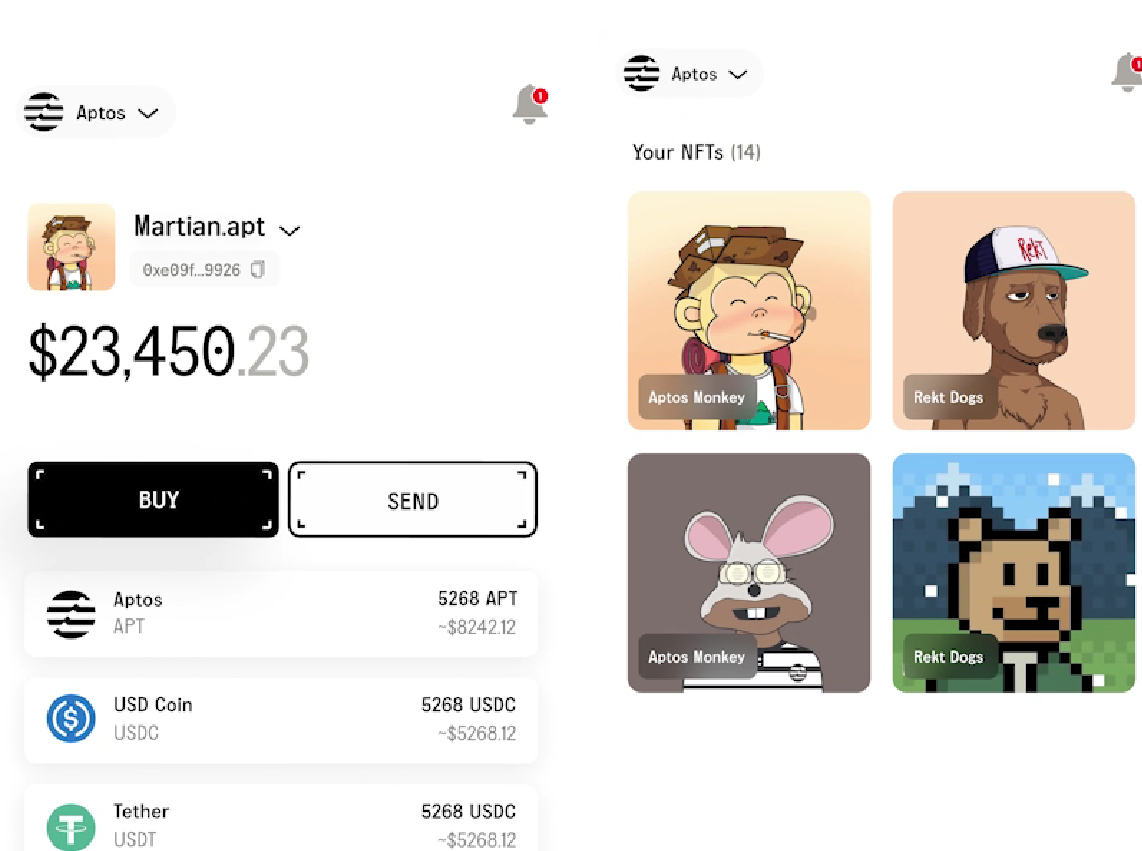 Aptos
1
Martian.apt
0xe09f...9926
$23,450.23
BUY
SEND
Aptos
5268 APT
APT
~$8242.12
USD Coin
5268 USDC
USDC
~$5268.12
Tether
5268 USDC
USDT
~$5268.12
Aptos
1
Your NFTs (14)
RekT
Aptos Monkey
Rekt Dogs
Aptos Monkey
Rekt Dogs